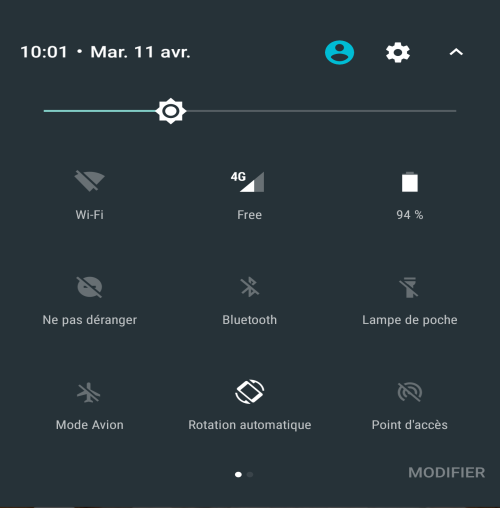 10:01 • Mar. 11 avr.
4G
Wi-Fi Free 94 %
Ne pas déranger Bluetooth Lampe de poche
Mode Avion Rotation automatique Point d'accès
MODIFIER